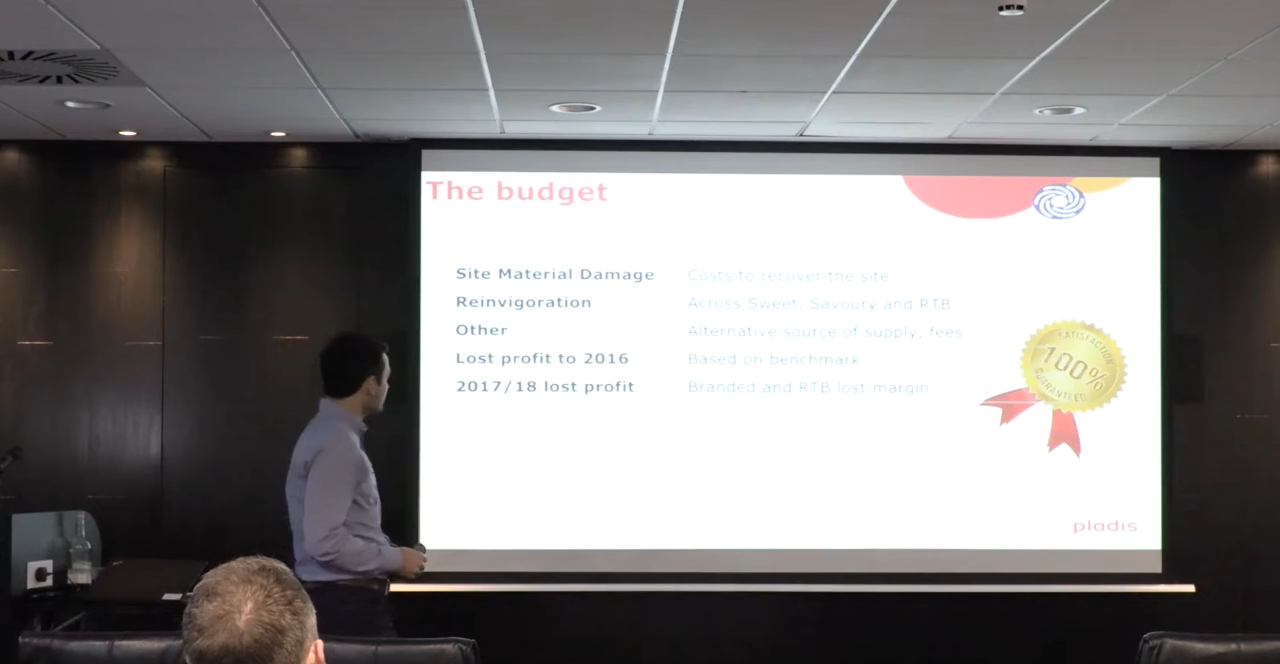 The budget
Site Material Damage Costs to recover the site
Reinvigoration Across Sweet, Savoury and RTB
Other Alternative source of supply, fees
Lost profit to 2016 Based on benchmark
2017/18 lost profit Branded and RTB lost margin
SATISFACTION
100%
GUARANTEED
pladis